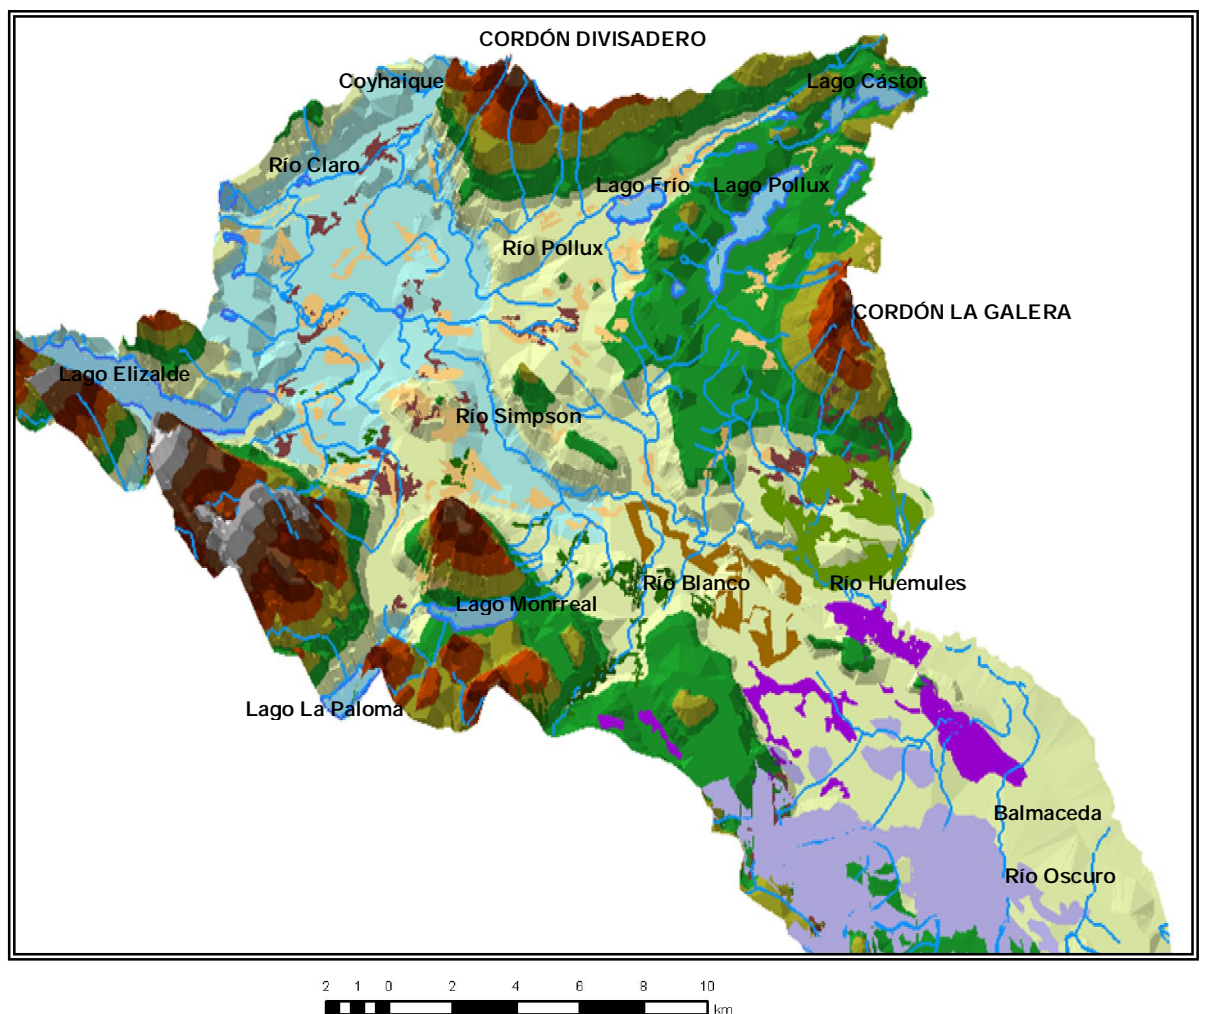 CORDÓN DIVISADERO
Coyhaique
Lago Cástor
Río Claro
Lago Frío
Lago Pollux
Río Pollux
CORDÓN LA GALERA
Lago Elizalde
Río Simpson
Río Blanco
Río Huemules
Lago Monrreal
Lago La Paloma
Balmaceda
Río Oscuro
2 1 0 2 4 6 8 10
km